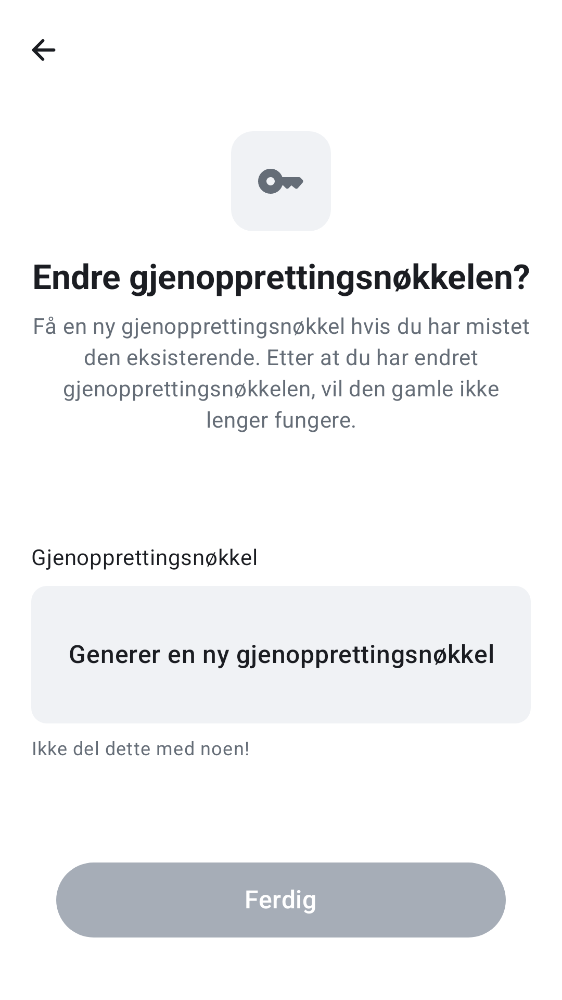 Endre gjenopprettingsnøkkelen?
Få en ny gjenopprettingsnøkkel hvis du har mistet
den eksisterende. Etter at du har endret
gjenopprettingsnøkkelen, vil den gamle ikke
lenger fungere.
Gjenopprettingsnøkkel
Generer en ny gjenopprettingsnøkkel
Ikke del dette med noen!
Ferdig